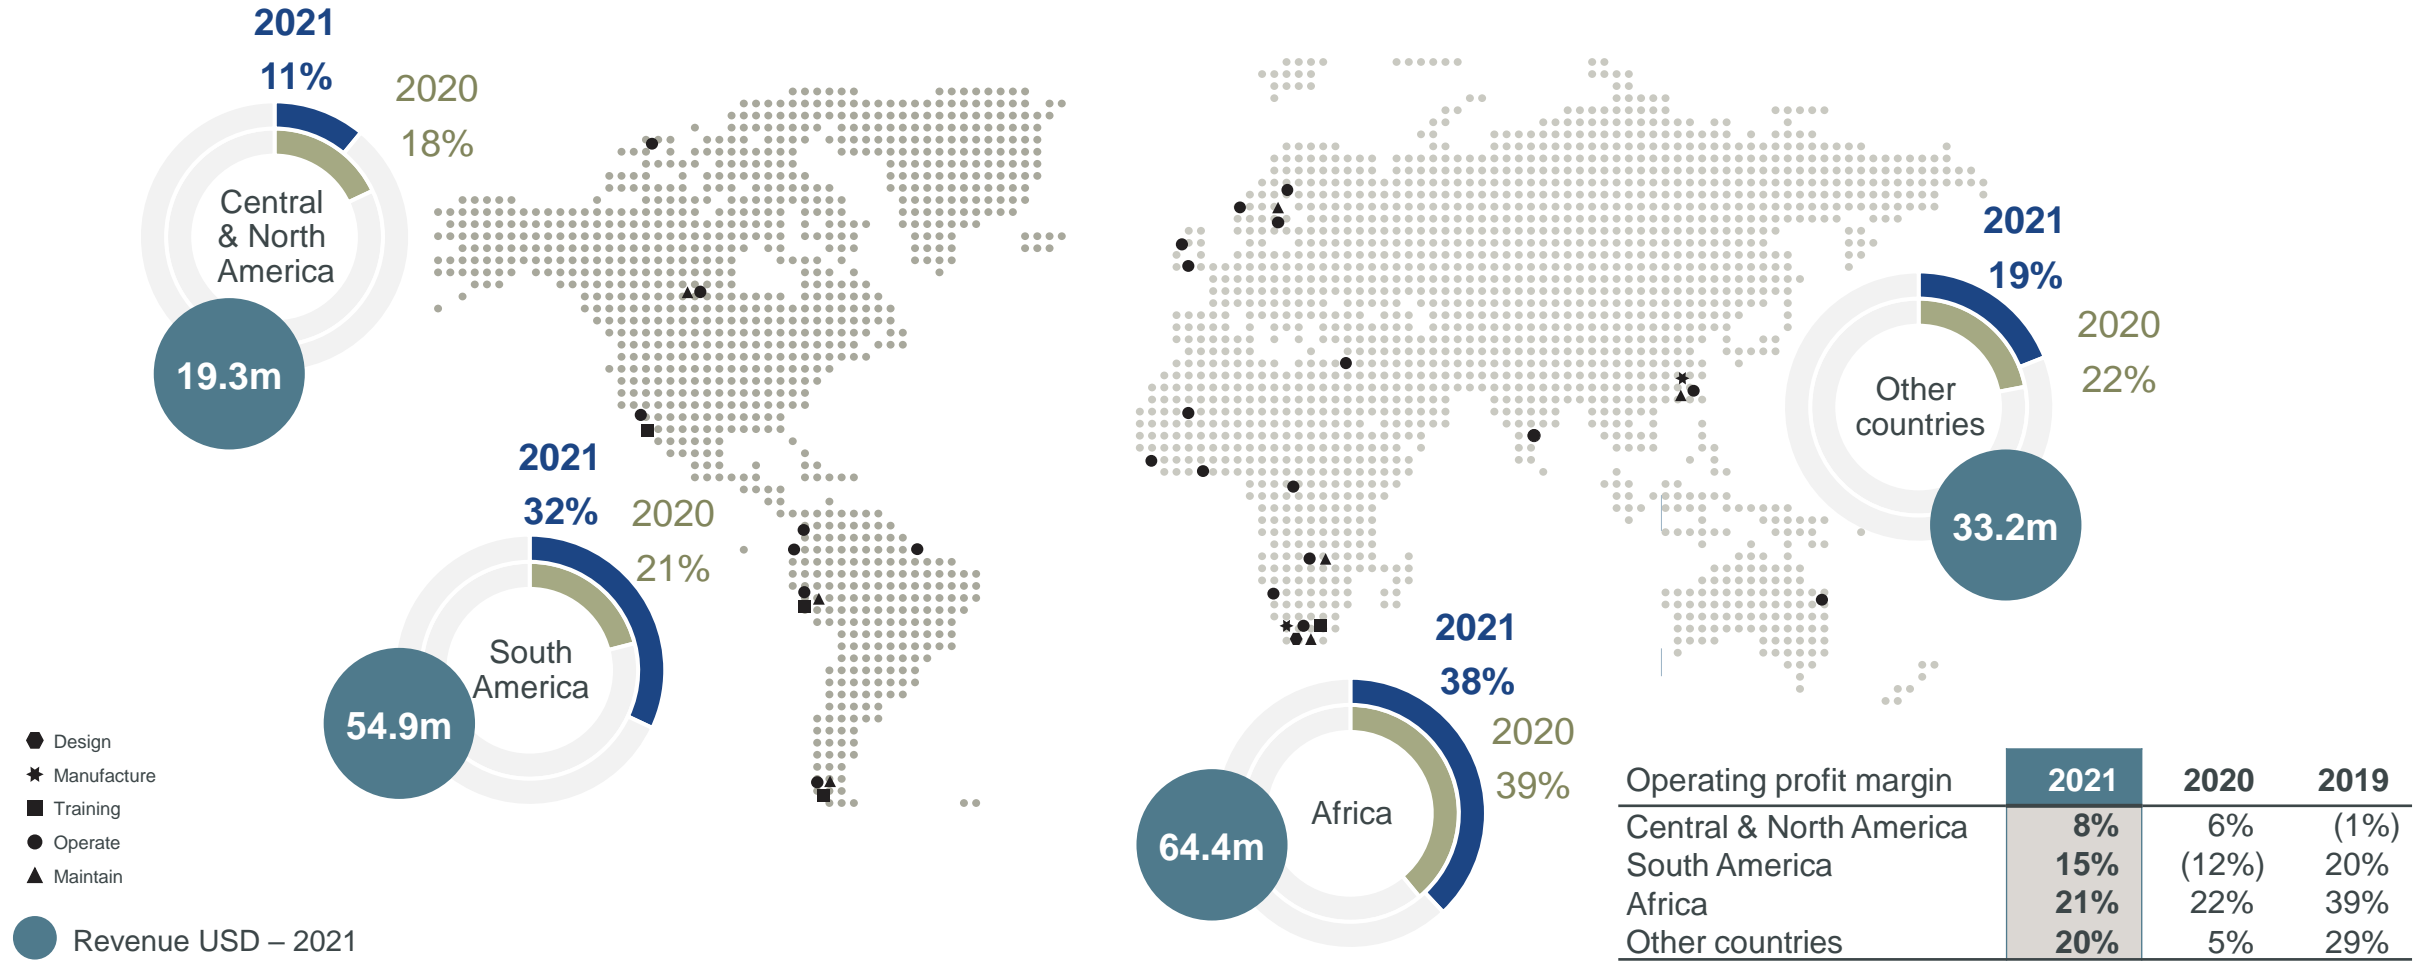 2021
11%
2020
18%
Central
& North
America
19.3m
2021
32%
2020
21%
South
America
54.9m
2021
19%
2020
22%
Other
countries
33.2m
2021
38%
2020
39%
Africa
64.4m
Design
Manufacture
Training
Operate
Maintain
Revenue USD – 2021
Operating profit margin 2021 2020 2019
Central & North America 8% 6% (1%)
South America 15% (12%) 20%
Africa 21% 22% 39%
Other countries 20% 5% 29%